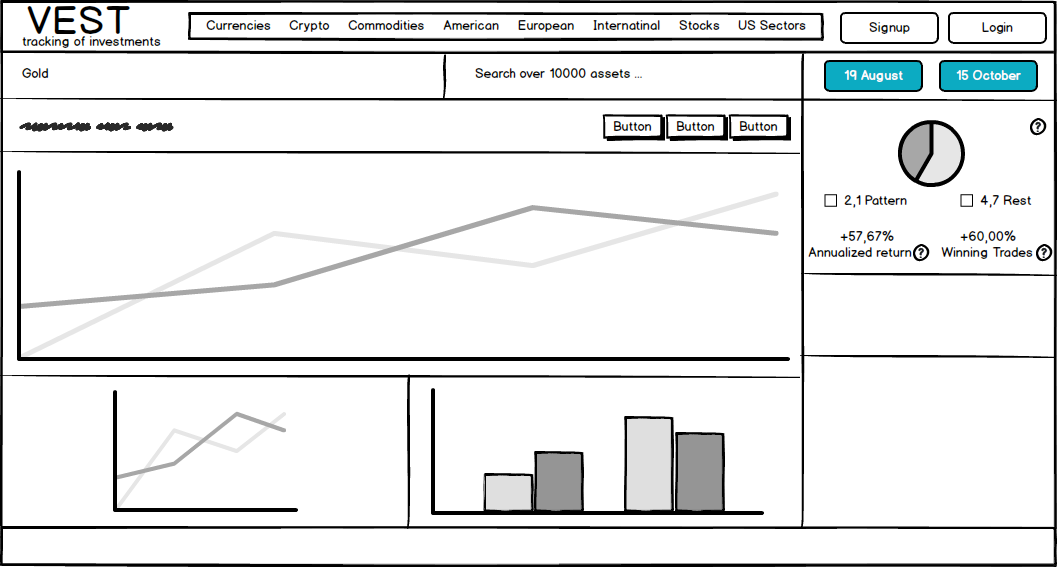 VEST
tracking of investments
Currencies Crypto Commodities American European Internatinal Stocks US Sectors
Signup
Login
Gold
Search over 10000 assets ...
19 August
15 October
Button Button Button
?
2,1 Pattern
4,7 Rest
+57,67%
Annualized return ?
+60,00%
Winning Trades ?